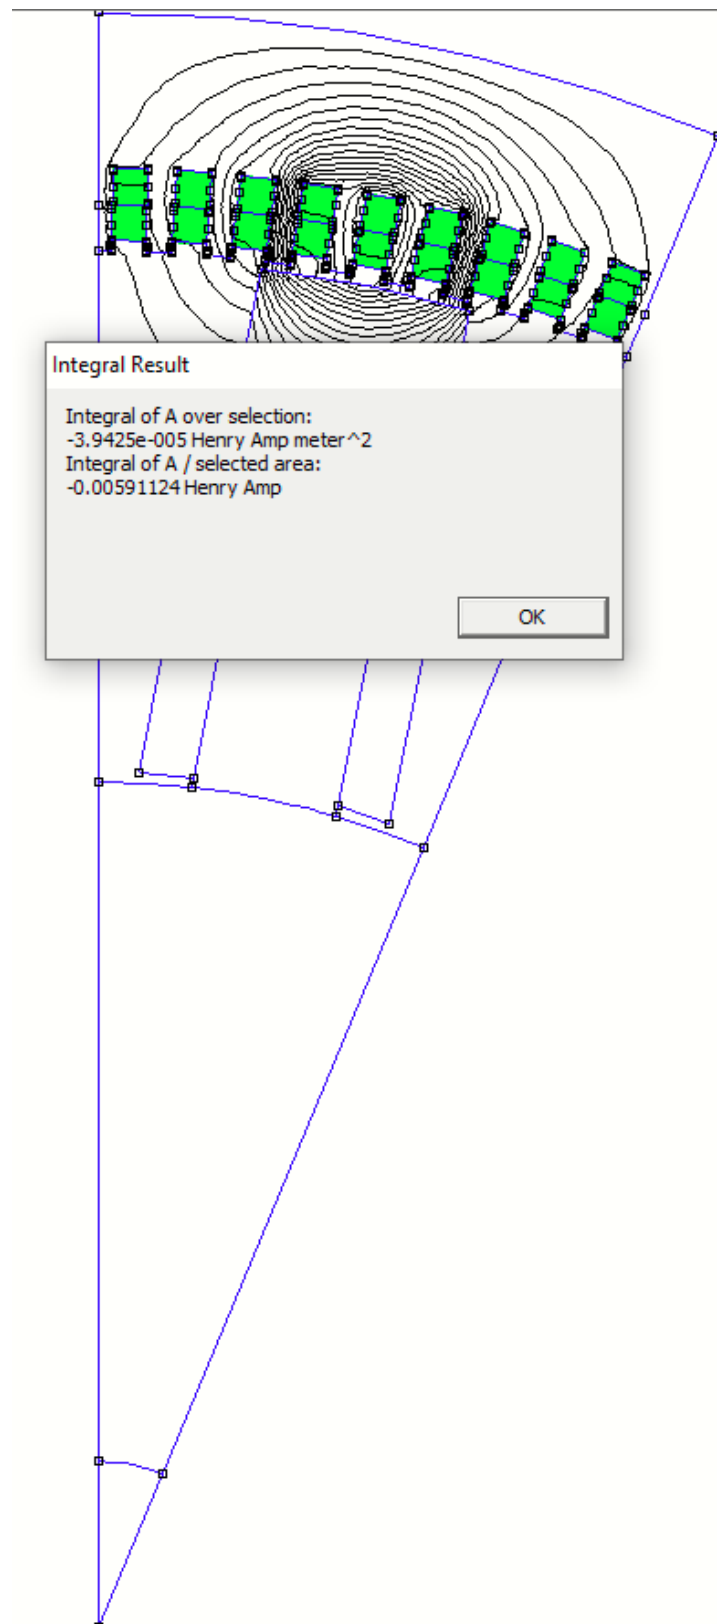 Integral Result
Integral of A over selection:
-3.9425e-005 Henry Amp meter^2
Integral of A / selected area:
-0.00591124 Henry Amp
OK